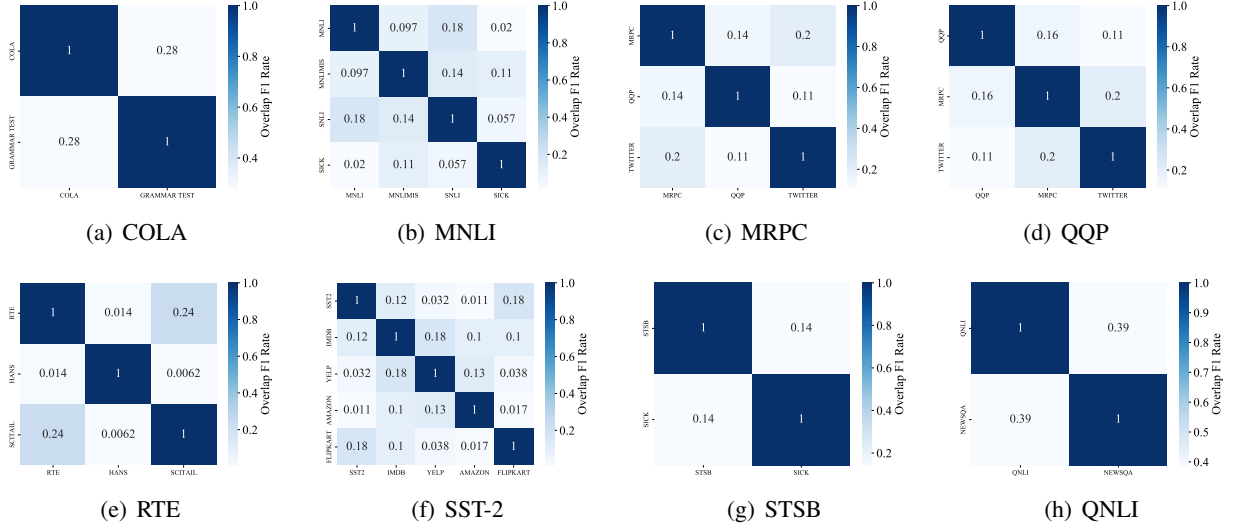 COLA
GRAMMAR TEST
1
0.28
0.28
1
COLA
GRAMMAR TEST
1.0
0.8
0.6
0.4
Overlap F1 Rate
(a) COLA
MNLI
MNLIMIS
SNLI
SICK
1
0.097
0.18
0.02
0.097
1
0.14
0.11
0.18
0.14
1
0.057
0.02
0.11
0.057
1
MNLI
MNLIMIS
SNLI
SICK
1.0
0.8
0.6
0.4
0.2
Overlap F1 Rate
(b) MNLI
MRPC
QQP
TWITTER
1
0.14
0.2
0.14
1
0.11
0.2
0.11
1
MRPC
QQP
TWITTER
1.0
0.8
0.6
0.4
0.2
Overlap F1 Rate
(c) MRPC
QQP
MRPC
TWITTER
1
0.16
0.11
0.16
1
0.2
0.11
0.2
1
QQP
MRPC
TWITTER
1.0
0.8
0.6
0.4
0.2
Overlap F1 Rate
(d) QQP
RTE
HANS
SCITAIL
1
0.014
0.24
0.014
1
0.0062
0.24
0.0062
1
RTE
HANS
SCITAIL
1.0
0.8
0.6
0.4
0.2
Overlap F1 Rate
(e) RTE
SST2
IMDB
YELP
AMAZON
FLIPKART
1
0.12
0.032
0.011
0.18
0.12
1
0.18
0.1
0.1
0.032
0.18
1
0.13
0.038
0.011
0.1
0.13
1
0.017
0.18
0.1
0.038
0.017
1
SST2
IMDB
YELP
AMAZON
FLIPKART
1.0
0.8
0.6
0.4
0.2
Overlap F1 Rate
(f) SST-2
STSB
SICK
1
0.14
0.14
1
STSB
SICK
1.0
0.8
0.6
0.4
0.2
Overlap F1 Rate
(g) STSB
QNLI
NEWSQA
1
0.39
0.39
1
QNLI
NEWSQA
1.0
0.9
0.8
0.7
0.6
0.5
0.4
Overlap F1 Rate
(h) QNLI